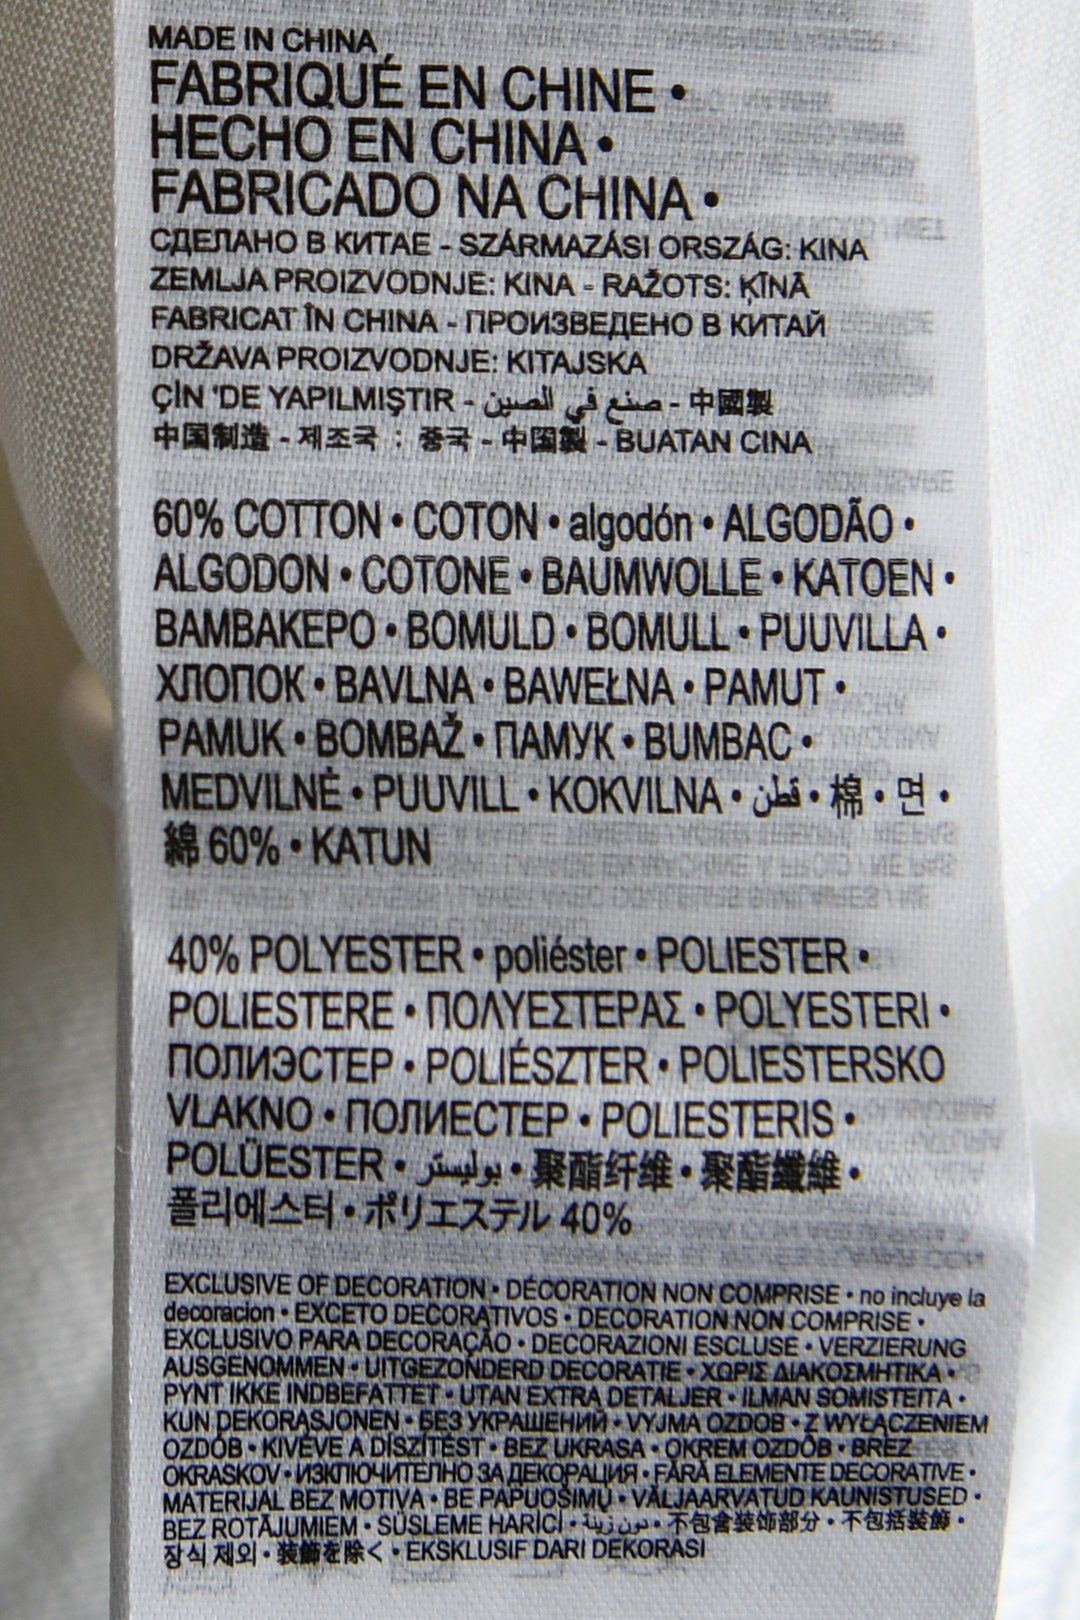 MADE IN CHINA
FABRIQUÉ EN CHINE •
HECHO EN CHINA •
FABRICADO NA CHINA •
СДЕЛАНО В КИТАЕ - SZÁRMAZÁSI ORSZÁG: KINA
ZEMLJA PROIZVODNJE: KINA - RAŽOTS: ĶĪNĀ
FABRICAT ÎN CHINA - ПРОИЗВЕДЕНО В КИТАЙ
DRŽAVA PROIZVODNJE: KITAJSKA
ÇİN 'DE YAPILMIŞTIR - صنع في الصين - 中國製
中国制造 - 제조국 : 중국 - 中国製 - BUATAN CINA
60% COTTON • COTON • algodón • ALGODÃO •
ALGODON • COTONE • BAUMWOLLE • KATOEN •
BAMBAKEPO • BOMULD • BOMULL • PUUVILLA •
ХЛОПОК • BAVLNA • BAWEŁNA • PAMUT •
PAMUK • BOMBAŽ • ПАМУК • BUMBAC •
MEDVILNĖ • PUUVILL • KOKVILNA • قطن • 棉 • 면 •
綿 60% • KATUN
40% POLYESTER • poliéster • POLIESTER •
POLIESTERE • ΠΟΛΥΕΣΤΕΡΑΣ • POLYESTERI •
ПОЛИЭСТЕР • POLIÉSZTER • POLIESTERSKO
VLAKNO • ПОЛИЕСТЕР • POLIESTERIS •
POLÜESTER • بوليستر • 聚酯纤维 • 聚酯纖維 •
폴리에스터 • ポリエステル 40%
EXCLUSIVE OF DECORATION • DÉCORATION NON COMPRISE • no incluye la
decoracion • EXCETO DECORATIVOS • DECORATION NON COMPRISE •
EXCLUSIVO PARA DECORAÇÃO • DECORAZIONI ESCLUSE • VERZIERUNG
AUSGENOMMEN • UITGEZONDERD DECORATIE • ΧΩΡΙΣ ΔΙΑΚΟΣΜΗΤΙΚΑ •
PYNT IKKE INDBEFATTET • UTAN EXTRA DETALJER • ILMAN SOMISTEITA •
KUN DEKORASJONEN • БЕЗ УКРАШЕНИЙ • VYJMA OZDOB • Z WYŁĄCZENIEM
OZDÓB • KIVÉVE A DÍSZÍTÉST • BEZ UKRASA • OKREM OZDÔB • BREZ
OKRASKOV • ИЗКЛЮЧИТЕЛНО ЗА ДЕКОРАЦИЯ • FĂRĂ ELEMENTE DECORATIVE •
MATERIJAL BEZ MOTIVA • BE PAPUOŠIMŲ • VÄLJAARVATUD KAUNISTUSED •
BEZ ROTĀJUMIEM • SÜSLEME HARİCİ • دون زينة • 不包含装饰部分 • 不包括裝飾 •
장식 제외 • 装飾を除く • EKSKLUSIF DARI DEKORASI